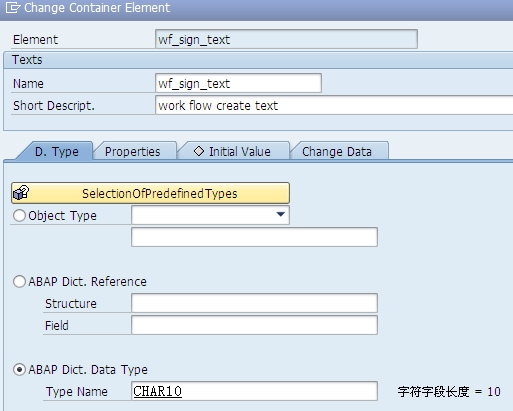 Change Container Element
Element wf_sign_text
Texts
Name wf_sign_text
Short Descript. work flow create text
D. Type Properties Initial Value Change Data
SelectionOfPredefinedTypes
Object Type
ABAP Dict. Reference
Structure
Field
ABAP Dict. Data Type
Type Name CHAR10 字符字段长度 = 10